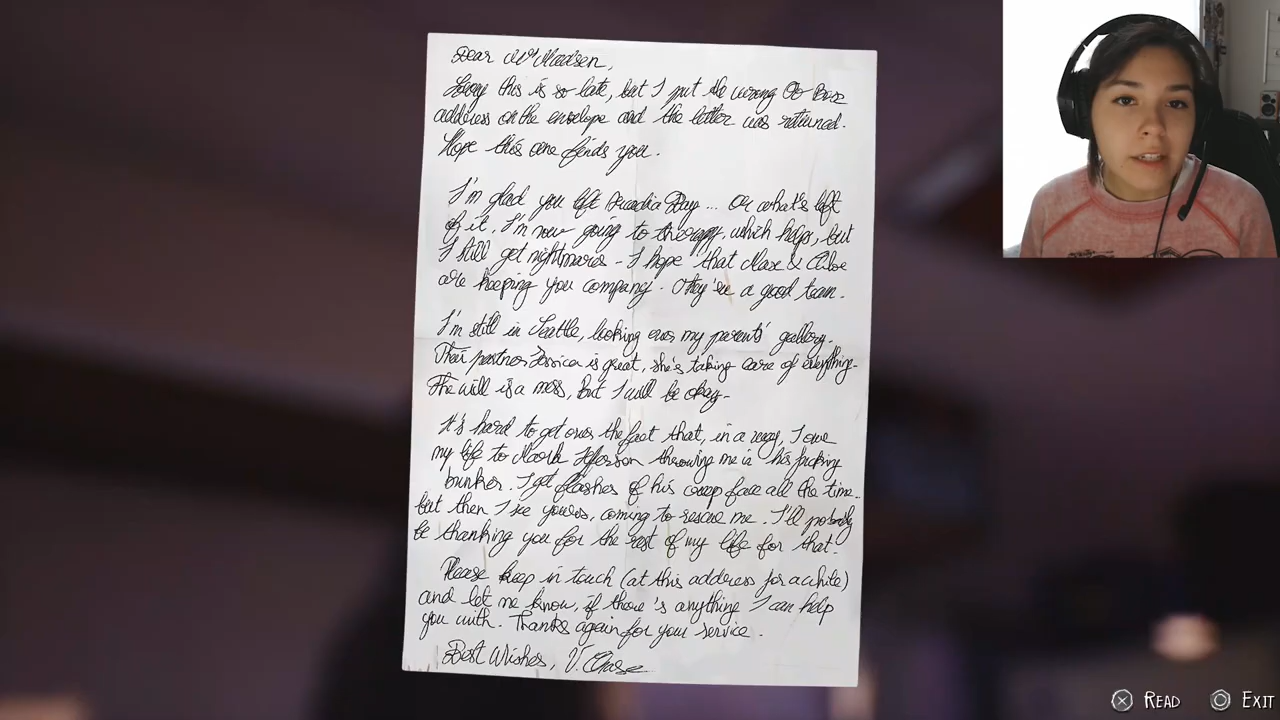 Dear Mr Madsen,
Sorry this is so late, but I put the wrong PO Box
address on the envelope and the letter was returned.
Hope this one finds you.
I'm glad you left Arcadia Bay... Or what's left
of it. I'm now going to therapy, which helps, but
I still get nightmares - I hope that Max & Chloe
are keeping you company. They're a good team.
I'm still in Seattle, looking over my parents' gallery.
Their partner Jessica is great, she's taking care of everything.
The will is a mess, but I will be okay.
It's hard to get over the fact that, in a way, I owe
my life to Mark Jefferson throwing me in his fucking
bunker. I get flashes of his creep face all the time...
but then I see yours, coming to rescue me. I'll probably
be thanking you for the rest of my life for that.
Please keep in touch (at this address for a while)
and let me know, if there's anything I can help
you with. Thanks again for your service.
Best Wishes, V. Chase
READ EXIT